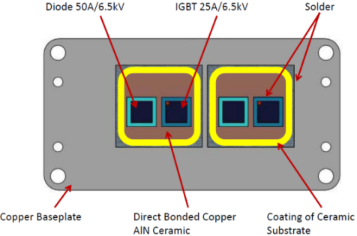 Diode 50A/6.5kV
IGBT 25A/6.5kV
Solder
Copper Baseplate
Direct Bonded Copper
AlN Ceramic
Coating of Ceramic
Substrate